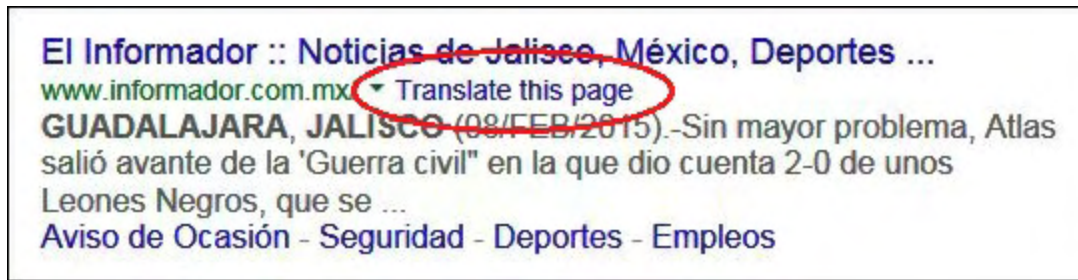 El Informador :: Noticias de Jalisco, México, Deportes ...
www.informador.com.mx/ ▼ Translate this page
GUADALAJARA, JALISCO (08/FEB/2015).-Sin mayor problema, Atlas
salió avante de la 'Guerra civil" en la que dio cuenta 2-0 de unos
Leones Negros, que se ...
Aviso de Ocasión - Seguridad - Deportes - Empleos